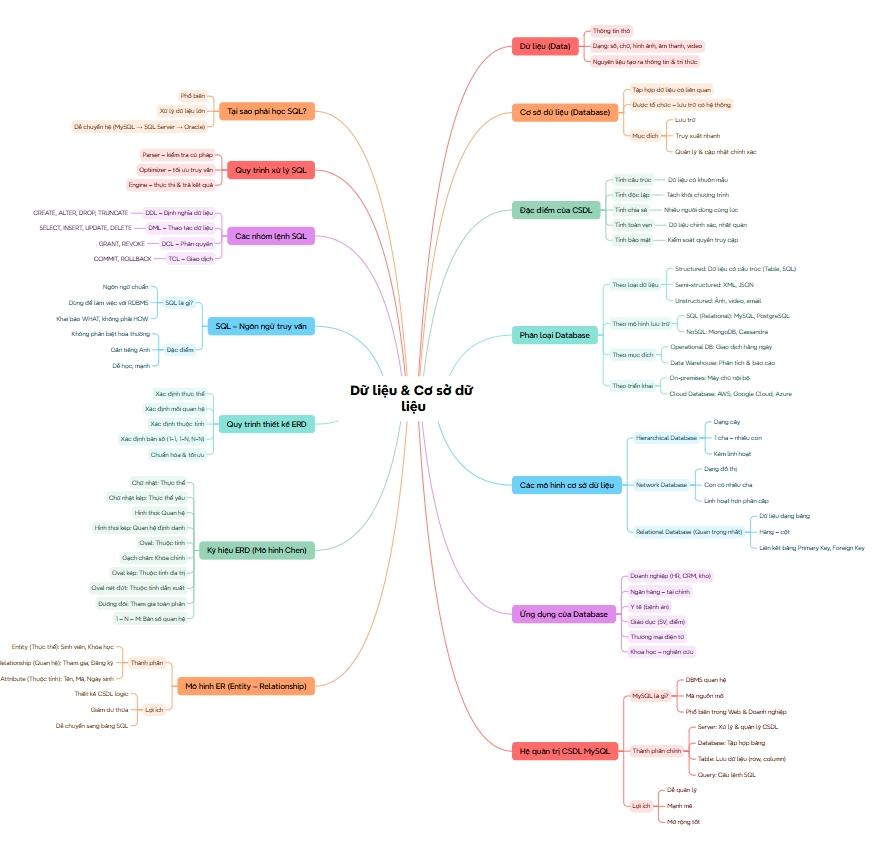 Dữ liệu & Cơ sở dữ
liệu
Dữ liệu (Data)
Thông tin thô
Dạng: số, chữ, hình ảnh, âm thanh, video
Nguyên liệu tạo ra thông tin & tri thức
Cơ sở dữ liệu (Database)
Tập hợp dữ liệu có liên quan
Được tổ chức – lưu trữ có hệ thống
Mục đích
Lưu trữ
Truy xuất nhanh
Quản lý & cập nhật chính xác
Đặc điểm của CSDL
Tính cấu trúc
Dữ liệu có khuôn mẫu
Tính độc lập
Tách khỏi chương trình
Tính chia sẻ
Nhiều người dùng cùng lúc
Tính toàn vẹn
Dữ liệu chính xác, nhất quán
Tính bảo mật
Kiểm soát quyền truy cập
Phân loại Database
Theo loại dữ liệu
Structured: Dữ liệu có cấu trúc (Table, SQL)
Semi-structured: XML, JSON
Unstructured: Ảnh, video, email
Theo mô hình lưu trữ
SQL (Relational): MySQL, PostgreSQL
NoSQL: MongoDB, Cassandra
Theo mục đích
Operational DB: Giao dịch hằng ngày
Data Warehouse: Phân tích & báo cáo
Theo triển khai
On-premises: Máy chủ nội bộ
Cloud Database: AWS, Google Cloud, Azure
Các mô hình cơ sở dữ liệu
Hierarchical Database
Dạng cây
1 cha – nhiều con
Kém linh hoạt
Network Database
Dạng đồ thị
Con có nhiều cha
Linh hoạt hơn phân cấp
Relational Database (Quan trọng nhất)
Dữ liệu dạng bảng
Hàng – cột
Liên kết bằng Primary Key, Foreign Key
Ứng dụng của Database
Doanh nghiệp (HR, CRM, kho)
Ngân hàng – tài chính
Y tế (bệnh án)
Giáo dục (SV, điểm)
Thương mại điện tử
Khoa học – nghiên cứu
Hệ quản trị CSDL MySQL
MySQL là gì?
DBMS quan hệ
Mã nguồn mở
Phổ biến trong Web & Doanh nghiệp
Thành phần chính
Server: Xử lý & quản lý CSDL
Database: Tập hợp bảng
Table: Lưu dữ liệu (row, column)
Query: Câu lệnh SQL
Lợi ích
Dễ quản lý
Mạnh mẽ
Mở rộng tốt
Tại sao phải học SQL?
Phổ biến
Xử lý dữ liệu lớn
Dễ chuyển hệ (MySQL → SQL Server → Oracle)
Quy trình xử lý SQL
Parser – kiểm tra cú pháp
Optimizer – tối ưu truy vấn
Engine – thực thi & trả kết quả
Các nhóm lệnh SQL
DDL – Định nghĩa dữ liệu
CREATE, ALTER, DROP, TRUNCATE
DML – Thao tác dữ liệu
SELECT, INSERT, UPDATE, DELETE
DCL – Phân quyền
GRANT, REVOKE
TCL – Giao dịch
COMMIT, ROLLBACK
SQL – Ngôn ngữ truy vấn
SQL là gì?
Ngôn ngữ chuẩn
Dùng để làm việc với RDBMS
Khai báo WHAT, không phải HOW
Đặc điểm
Không phân biệt hoa thường
Gần tiếng Anh
Dễ học, mạnh
Quy trình thiết kế ERD
Xác định thực thể
Xác định mối quan hệ
Xác định thuộc tính
Xác định bản số (1–1, 1–N, N–N)
Chuẩn hóa & tối ưu
Ký hiệu ERD (Mô hình Chen)
Chữ nhật: Thực thể
Chữ nhật kép: Thực thể yếu
Hình thoi: Quan hệ
Hình thoi kép: Quan hệ định danh
Oval: Thuộc tính
Gạch chân: Khóa chính
Oval kép: Thuộc tính đa trị
Oval nét đứt: Thuộc tính dẫn xuất
Đường đôi: Tham gia toàn phần
1 – N – M: Bản số quan hệ
Mô hình ER (Entity – Relationship)
Thành phần
Entity (Thực thể): Sinh viên, Khóa học
elationship (Quan hệ): Tham gia, Đăng ký
Attribute (Thuộc tính): Tên, Mã, Ngày sinh
Lợi ích
Thiết kế CSDL logic
Giảm dư thừa
Dễ chuyển sang bảng SQL